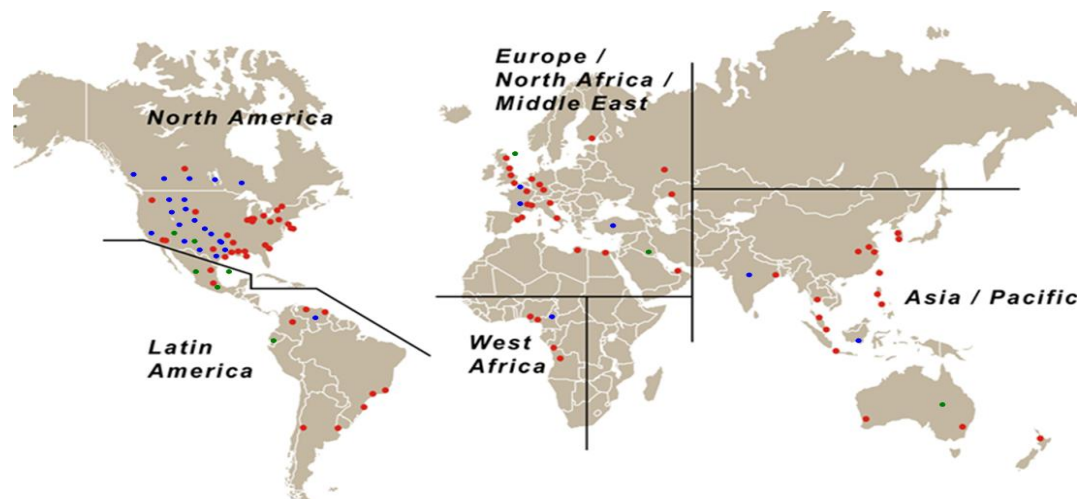 Europe /
North Africa /
Middle East
North America
Asia / Pacific
Latin
America
West
Africa